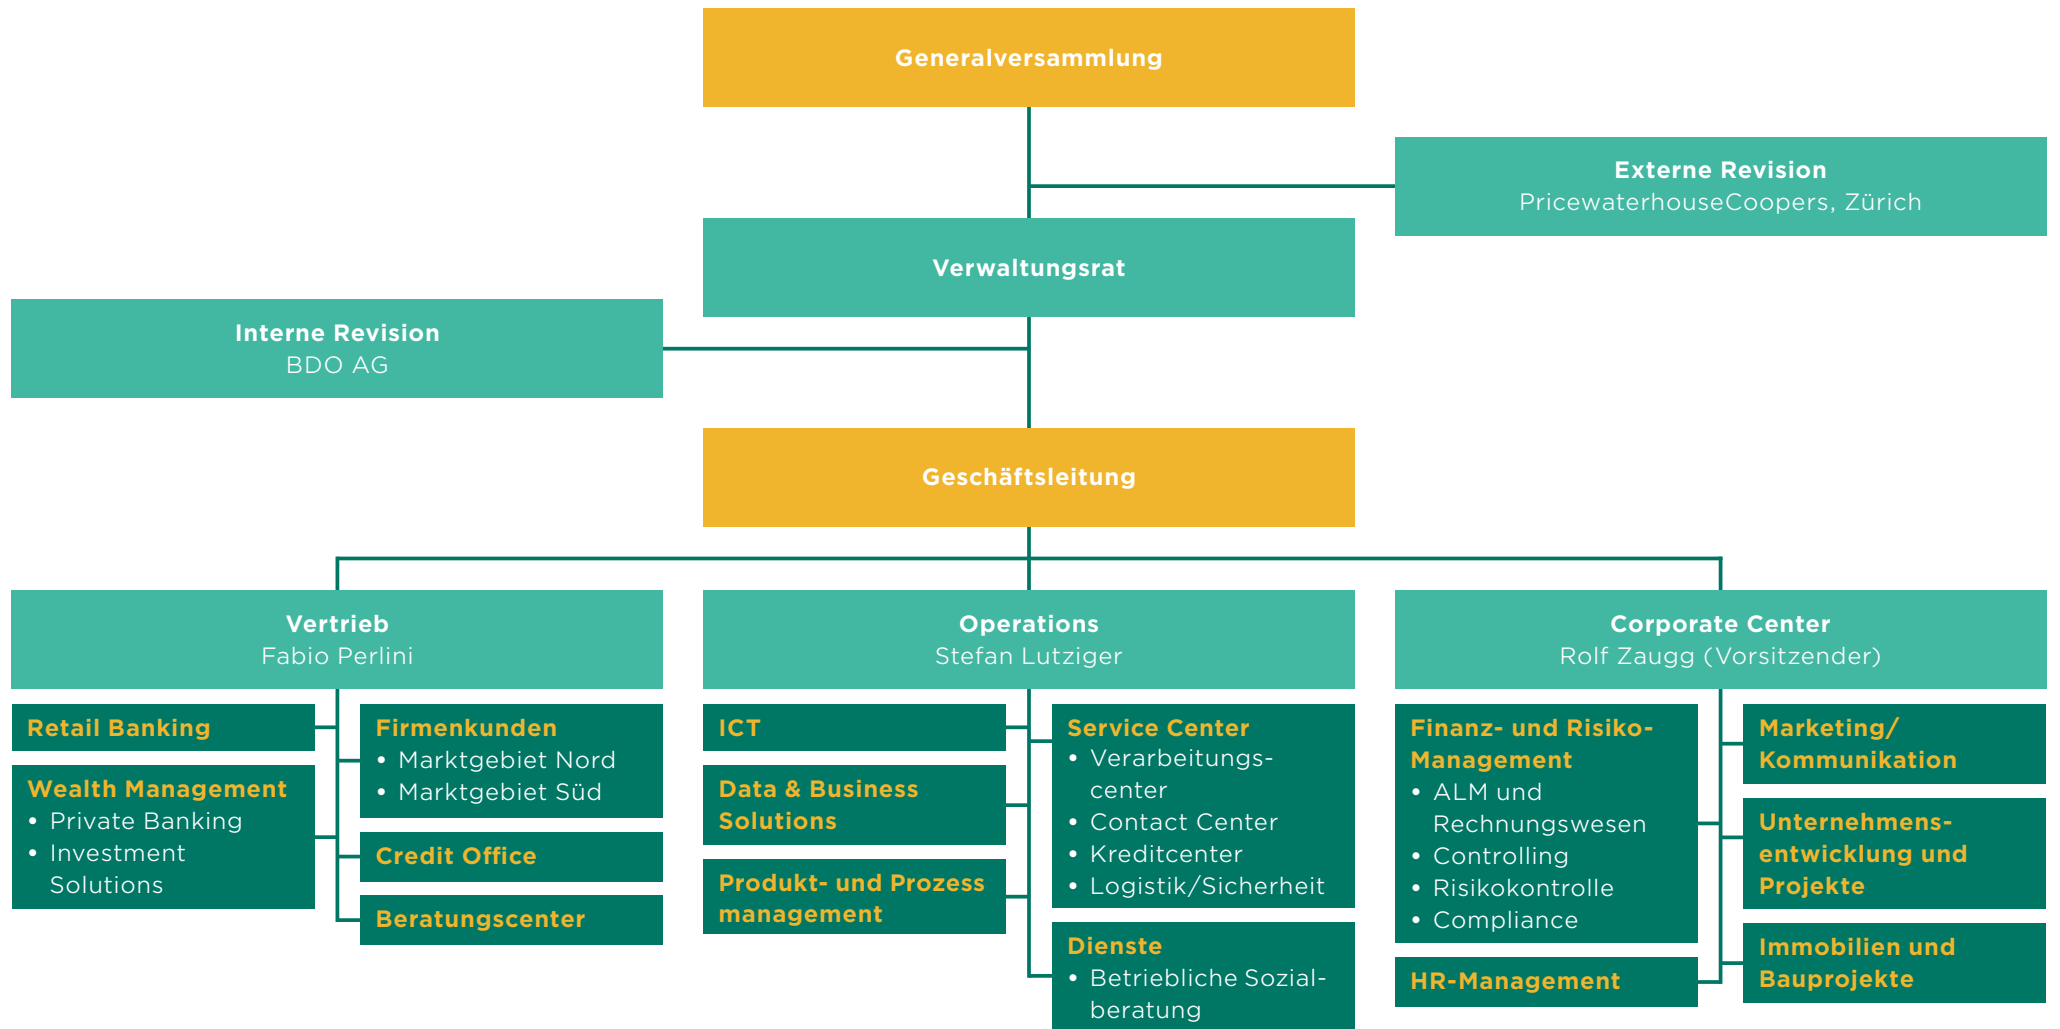 Generalversammlung
Externe Revision
PricewaterhouseCoopers, Zürich
Verwaltungsrat
Interne Revision
BDO AG
Geschäftsleitung
Vertrieb
Fabio Perlini
Retail Banking
Wealth Management
• Private Banking
• Investment
Solutions
Firmenkunden
• Marktgebiet Nord
• Marktgebiet Süd
Credit Office
Beratungscenter
Operations
Stefan Lutziger
ICT
Data & Business
Solutions
Produkt- und Prozess
management
Service Center
• Verarbeitungs-
center
• Contact Center
• Kreditcenter
• Logistik/Sicherheit
Dienste
• Betriebliche Sozial-
beratung
Corporate Center
Rolf Zaugg (Vorsitzender)
Finanz- und Risiko-
Management
• ALM und
Rechnungswesen
• Controlling
• Risikokontrolle
• Compliance
HR-Management
Marketing/
Kommunikation
Unternehmens-
entwicklung und
Projekte
Immobilien und
Bauprojekte